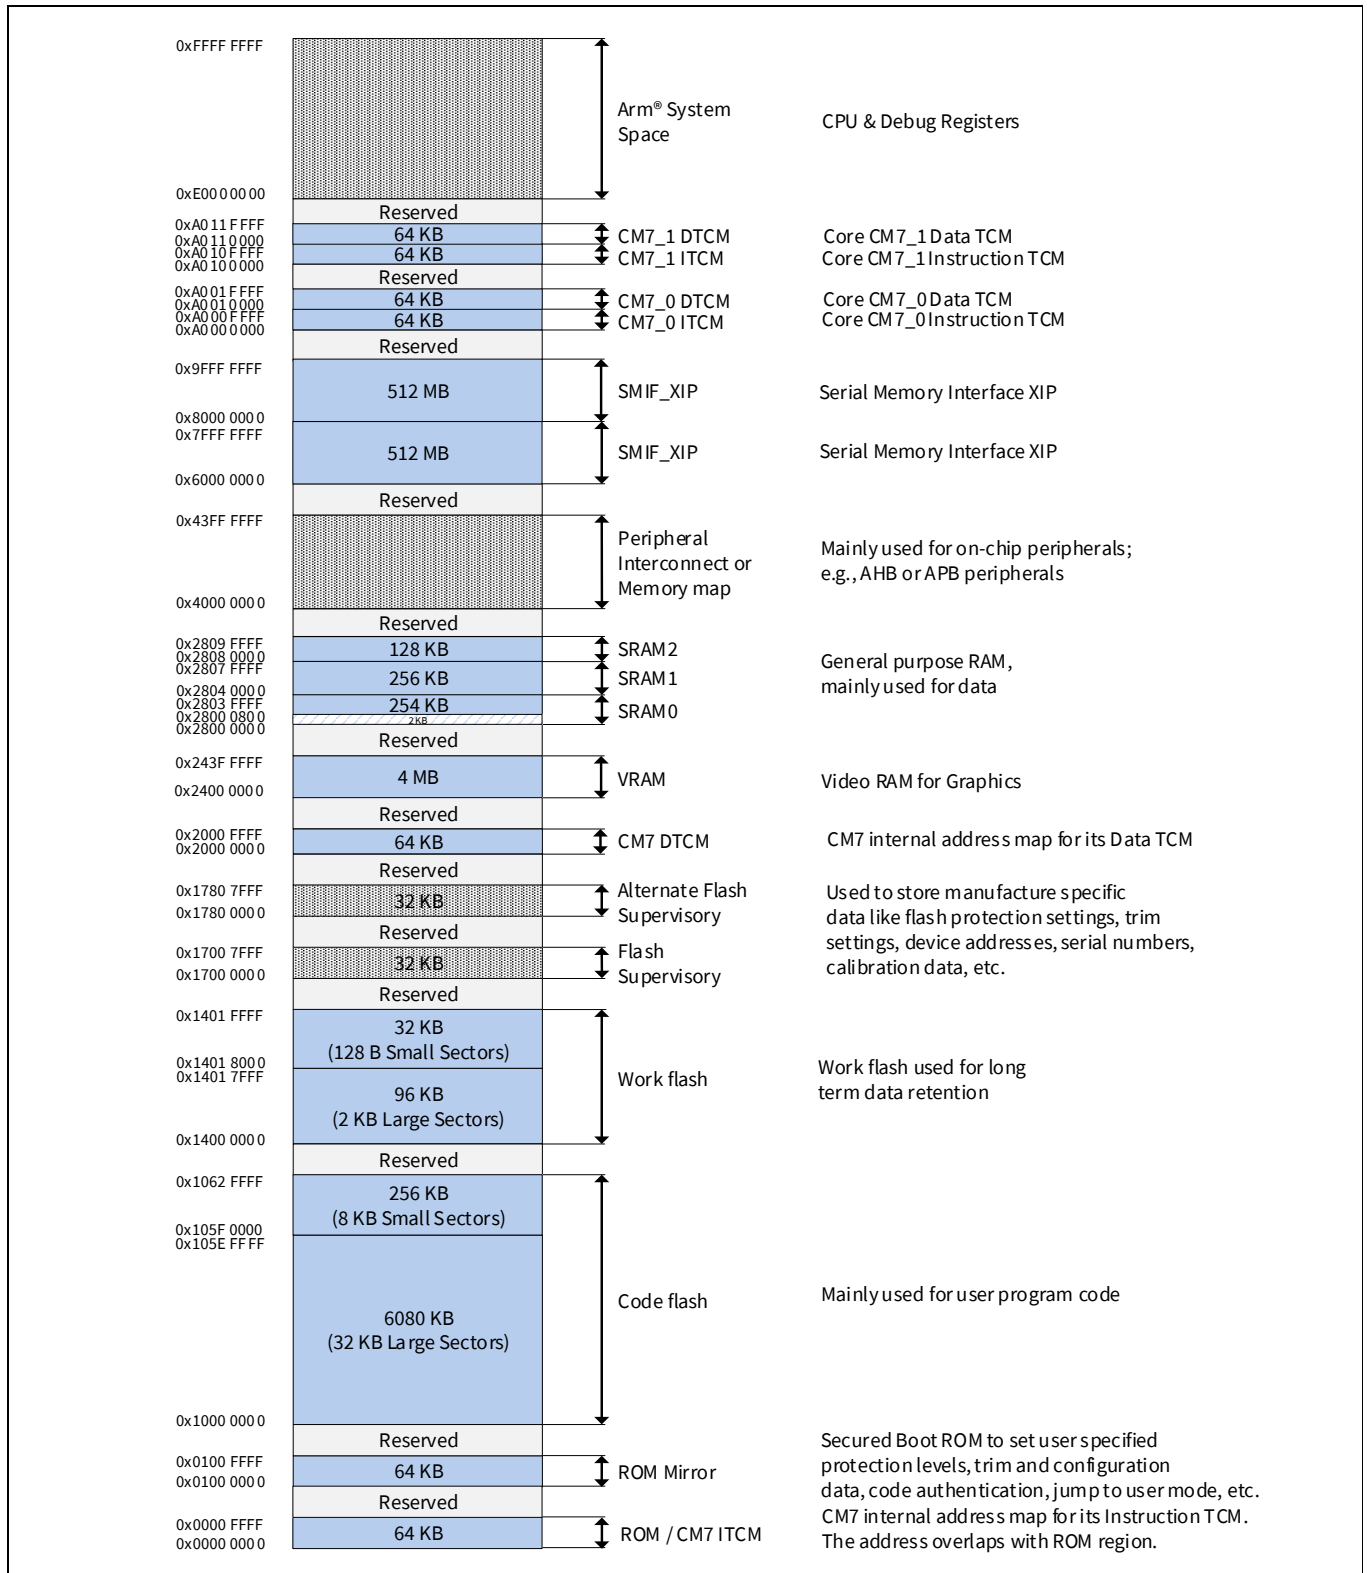 0xFFFF FFFF
Arm® System
Space
CPU & Debug Registers
0xE000 0000
Reserved
0xA011 FFFF
64 KB
CM7_1 DTCM
Core CM7_1 Data TCM
0xA011 0000
0xA010 FFFF
64 KB
CM7_1 ITCM
Core CM7_1 Instruction TCM
0xA010 0000
Reserved
0xA001 FFFF
64 KB
CM7_0 DTCM
Core CM7_0 Data TCM
0xA001 0000
0xA000 FFFF
64 KB
CM7_0 ITCM
Core CM7_0 Instruction TCM
0xA000 0000
Reserved
0x9FFF FFFF
512 MB
SMIF_XIP
Serial Memory Interface XIP
0x8000 0000
0x7FFF FFFF
512 MB
SMIF_XIP
Serial Memory Interface XIP
0x6000 0000
Reserved
0x43FF FFFF
Peripheral
Interconnect or
Memory map
Mainly used for on-chip peripherals;
e.g., AHB or APB peripherals
0x4000 0000
Reserved
0x2809 FFFF
128 KB
SRAM2
0x2808 0000
0x2807 FFFF
256 KB
SRAM1
General purpose RAM,
mainly used for data
0x2804 0000
0x2803 FFFF
254 KB
SRAM0
0x2800 0800
2KB
0x2800 0000
Reserved
0x243F FFFF
4 MB
VRAM
Video RAM for Graphics
0x2400 0000
Reserved
0x2000 FFFF
64 KB
CM7 DTCM
CM7 internal address map for its Data TCM
0x2000 0000
Reserved
0x1780 7FFF
32 KB
Alternate Flash
Supervisory
0x1780 0000
Used to store manufacture specific
data like flash protection settings, trim
settings, device addresses, serial numbers,
calibration data, etc.
Reserved
0x1700 7FFF
32 KB
Flash
Supervisory
0x1700 0000
Reserved
0x1401 FFFF
32 KB
(128 B Small Sectors)
0x1401 8000
0x1401 7FFF
Work flash
Work flash used for long
term data retention
96 KB
(2 KB Large Sectors)
0x1400 0000
Reserved
0x1062 FFFF
256 KB
(8 KB Small Sectors)
0x105F 0000
0x105E FFFF
Code flash
Mainly used for user program code
6080 KB
(32 KB Large Sectors)
0x1000 0000
Reserved
0x0100 FFFF
64 KB
ROM Mirror
0x0100 0000
Secured Boot ROM to set user specified
protection levels, trim and configuration
data, code authentication, jump to user mode, etc.
CM7 internal address map for its Instruction TCM.
The address overlaps with ROM region.
Reserved
0x0000 FFFF
64 KB
ROM / CM7 ITCM
0x0000 0000